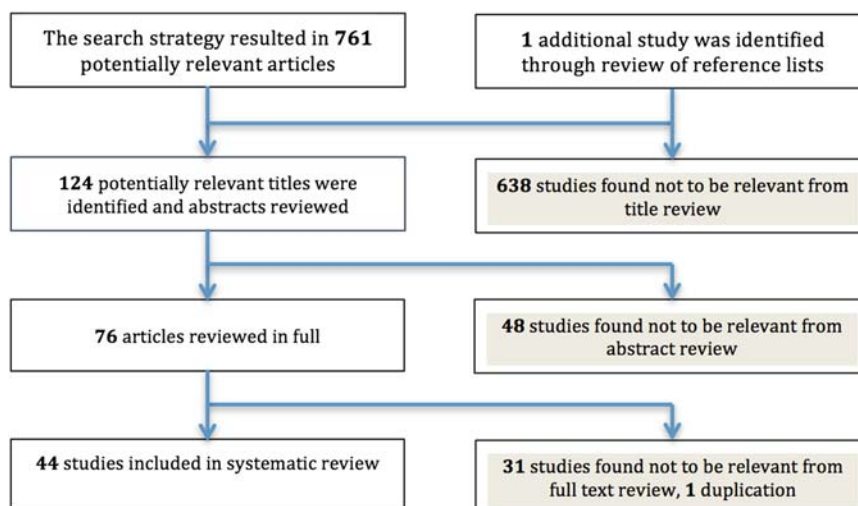 The search strategy resulted in 761
potentially relevant articles
1 additional study was identified
through review of reference lists
124 potentially relevant titles were
identified and abstracts reviewed
638 studies found not to be relevant from
title review
76 articles reviewed in full
48 studies found not to be relevant from
abstract review
44 studies included in systematic review
31 studies found not to be relevant from
full text review, 1 duplication